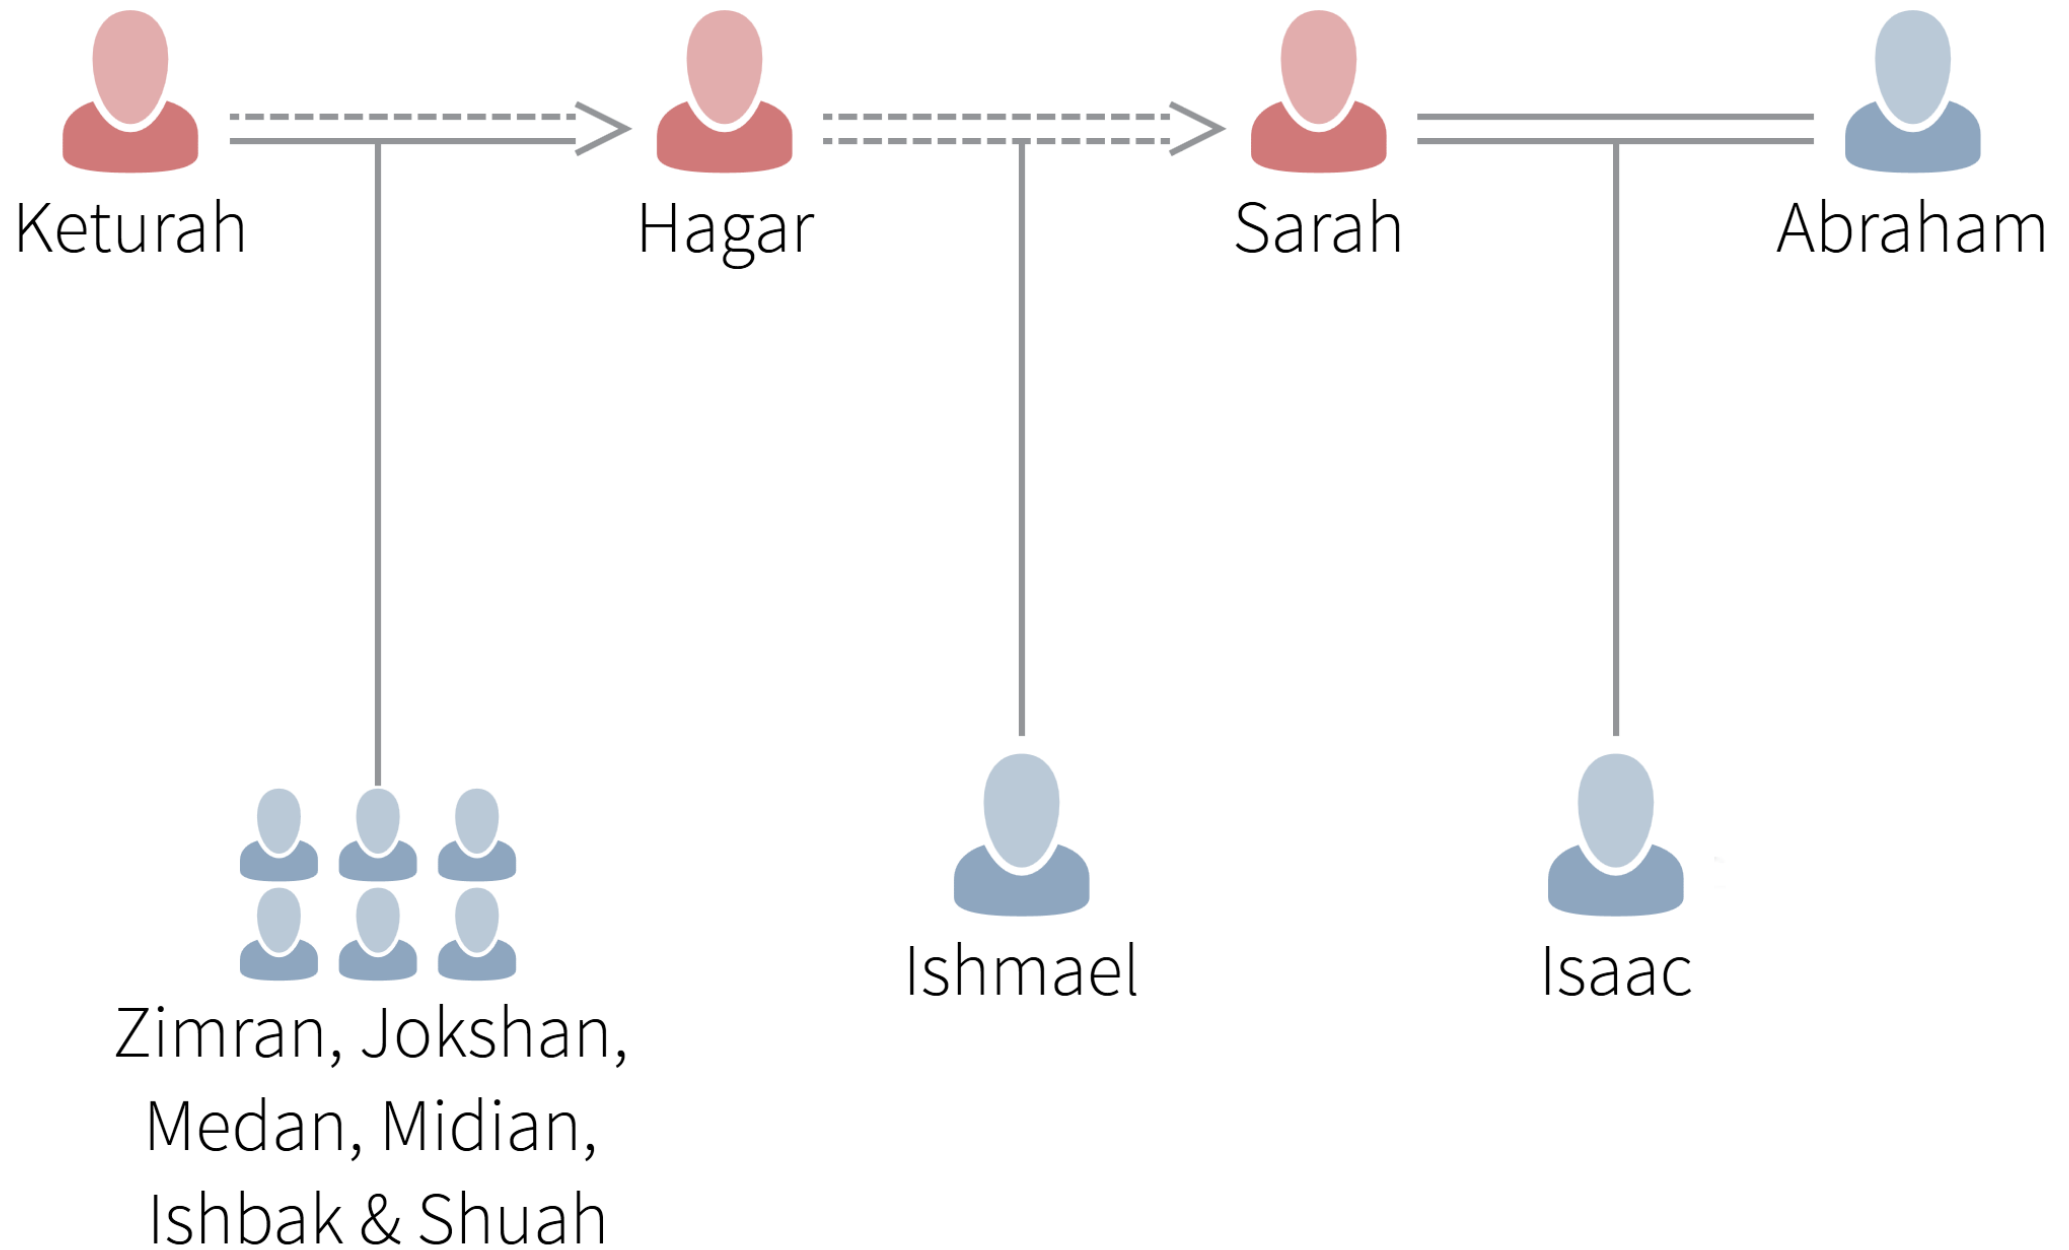 Keturah
Hagar
Sarah
Abraham
Ishmael
Isaac
Zimran, Jokshan,
Medan, Midian,
Ishbak & Shuah